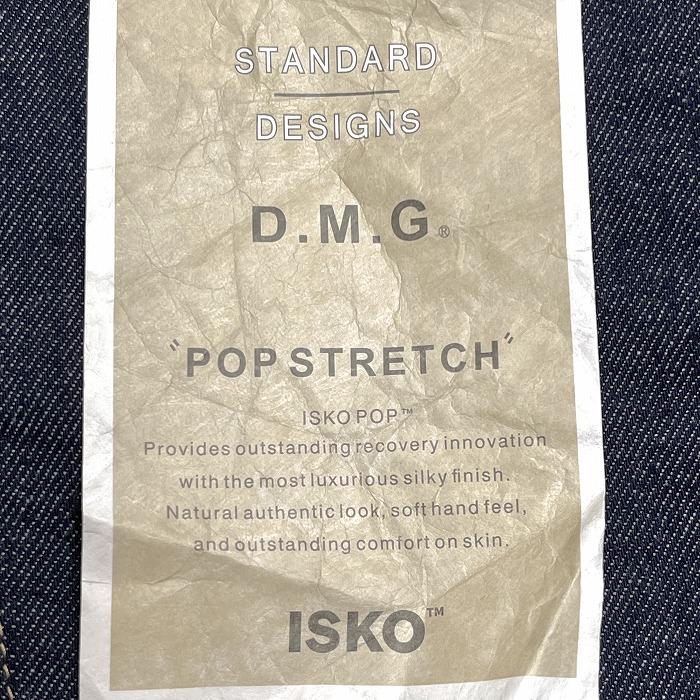 STANDARD
DESIGNS
D.M.G®
"POP STRETCH"
ISKO POP™
Provides outstanding recovery innovation
with the most luxurious silky finish.
Natural authentic look, soft hand feel,
and outstanding comfort on skin.
ISKO™